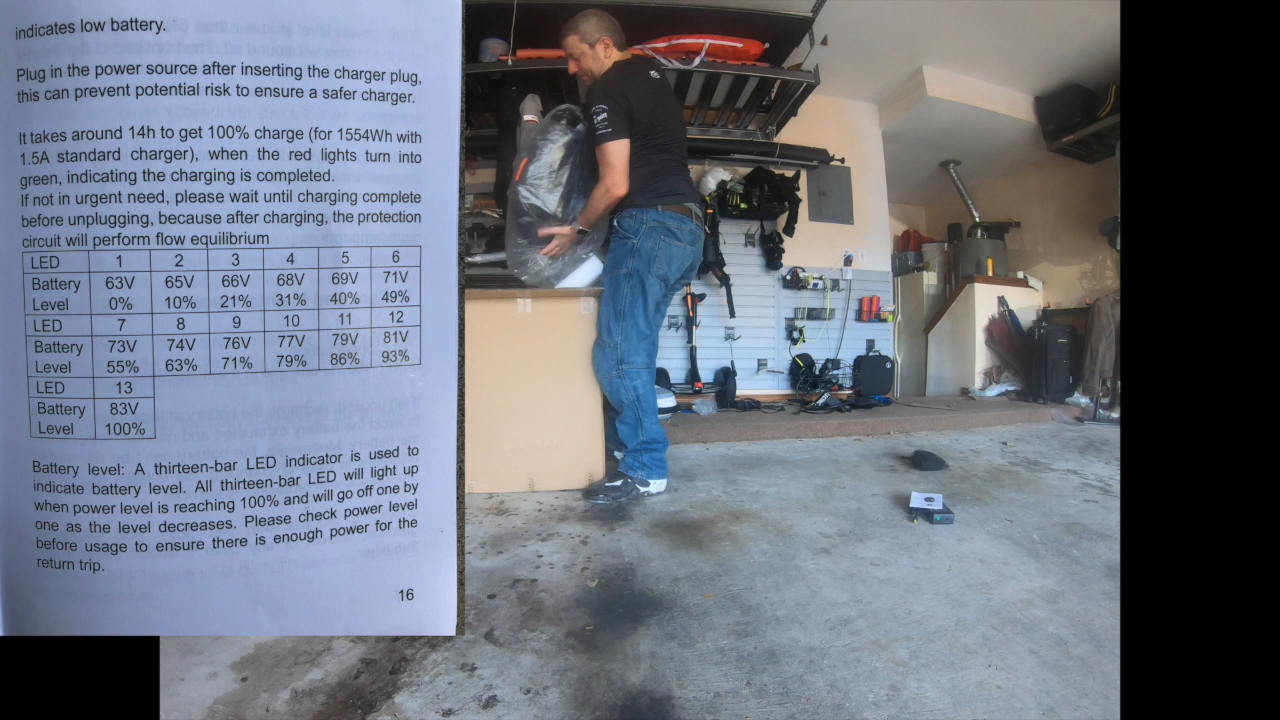 indicates low battery.
Plug in the power source after inserting the charger plug,
this can prevent potential risk to ensure a safer charger.
It takes around 14h to get 100% charge (for 1554Wh with
1.5A standard charger), when the red lights turn into
green, indicating the charging is completed.
If not in urgent need, please wait until charging complete
before unplugging, because after charging, the protection
circuit will perform flow equilibrium
LED 1 2 3 4 5 6
Battery 63V 65V 66V 68V 69V 71V
Level 0% 10% 21% 31% 40% 49%
LED 7 8 9 10 11 12
Battery 73V 74V 76V 77V 79V 81V
Level 55% 63% 71% 79% 86% 93%
LED 13
Battery 83V
Level 100%
Battery level: A thirteen-bar LED indicator is used to
indicate battery level. All thirteen-bar LED will light up
when power level is reaching 100% and will go off one by
one as the level decreases. Please check power level
before usage to ensure there is enough power for the
return trip.
16